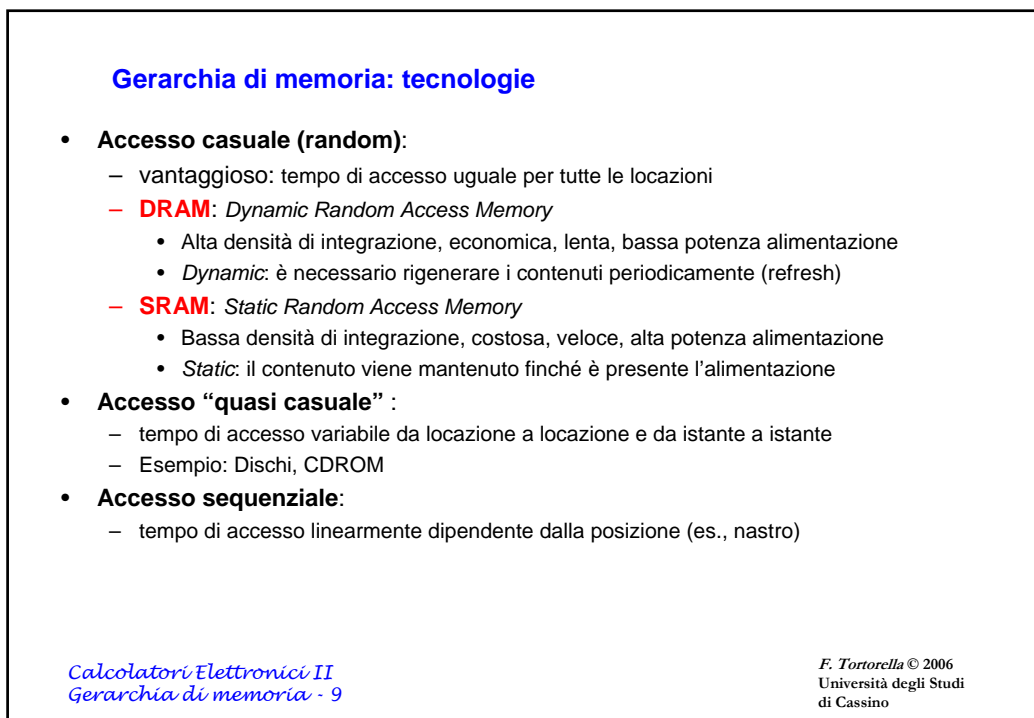 Gerarchia di memoria: tecnologie
• Accesso casuale (random):
– vantaggioso: tempo di accesso uguale per tutte le locazioni
– DRAM: Dynamic Random Access Memory
• Alta densità di integrazione, economica, lenta, bassa potenza alimentazione
• Dynamic: è necessario rigenerare i contenuti periodicamente (refresh)
– SRAM: Static Random Access Memory
• Bassa densità di integrazione, costosa, veloce, alta potenza alimentazione
• Static: il contenuto viene mantenuto finché è presente l'alimentazione
• Accesso “quasi casuale” :
– tempo di accesso variabile da locazione a locazione e da istante a istante
– Esempio: Dischi, CDROM
• Accesso sequenziale:
– tempo di accesso linearmente dipendente dalla posizione (es., nastro)
Calcolatori Elettronici II
Gerarchia di memoria - 9
F. Tortorella © 2006
Università degli Studi
di Cassino